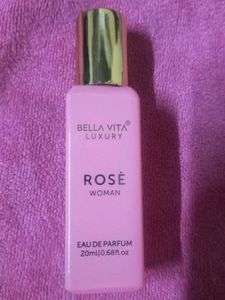 BELLA VITA®
LUXURY
ROSÈ
WOMAN
EAU DE PARFUM
20ml|0.68fl.oz